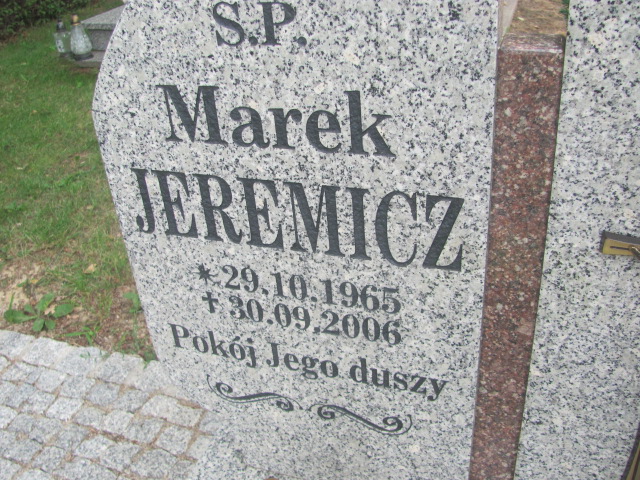 Ś.P.
Marek
JEREMICZ
* 29.10.1965
† 30.09.2006
Pokój Jego duszy